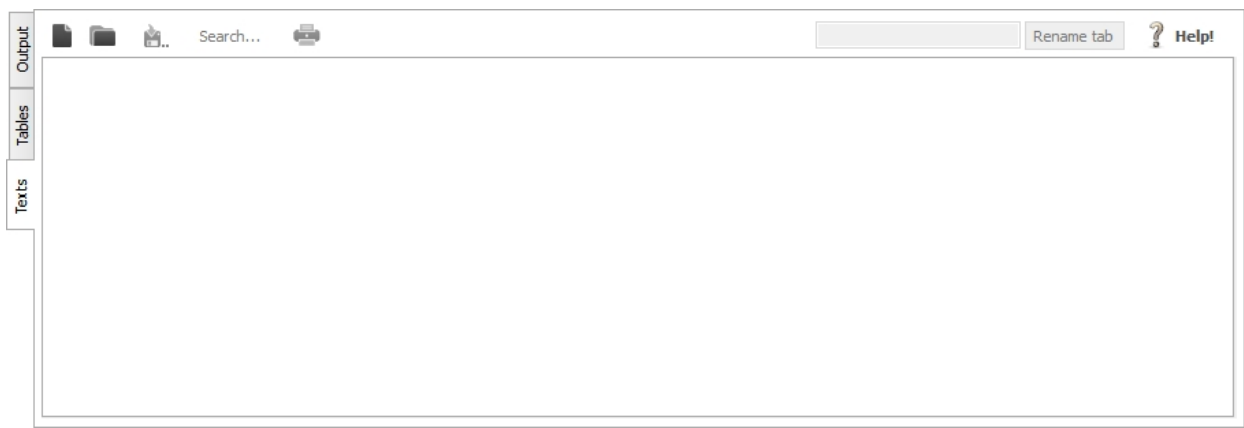 Output
Tables
Texts
..
Search...
Rename tab
? Help!